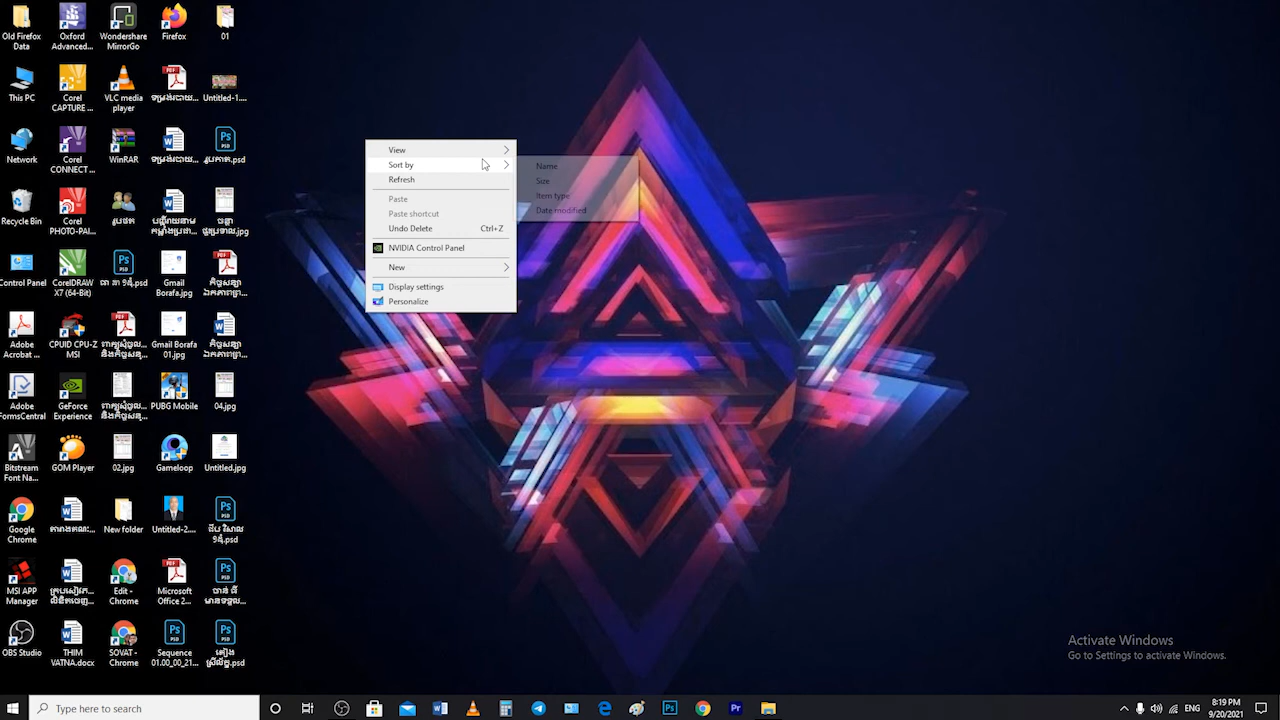 Old Firefox
Data
Oxford
Advanced...
Wondershare
MirrorGo
Firefox
01
This PC
Corel
CAPTURE ...
VLC media
player
Untitled-1....
Network
Corel
CONNECT ...
WinRAR
Recycle Bin
Corel
PHOTO-PAI...
Control Panel
CorelDRAW
X7 (64-Bit)
Gmail
Borafa.jpg
Adobe
Acrobat ...
CPUID CPU-Z
MSI
Gmail Borafa
01.jpg
Adobe
FormsCentral
GeForce
Experience
PUBG Mobile
04.jpg
Bitstream
Font Na...
GOM Player
02.jpg
Gameloop
Untitled.jpg
Google
Chrome
New folder
Untitled-2....
MSI APP
Manager
Edit -
Chrome
Microsoft
Office 2...
OBS Studio
THIM
VATNA.docx
SOVAT -
Chrome
Sequence
01.00_00_21...
View
Sort by
Refresh
Paste
Paste shortcut
Undo Delete Ctrl+Z
NVIDIA Control Panel
New
Display settings
Personalize
Name
Size
Item type
Date modified
Activate Windows
Go to Settings to activate Windows.
Type here to search
8:19 PM
9/20/2021